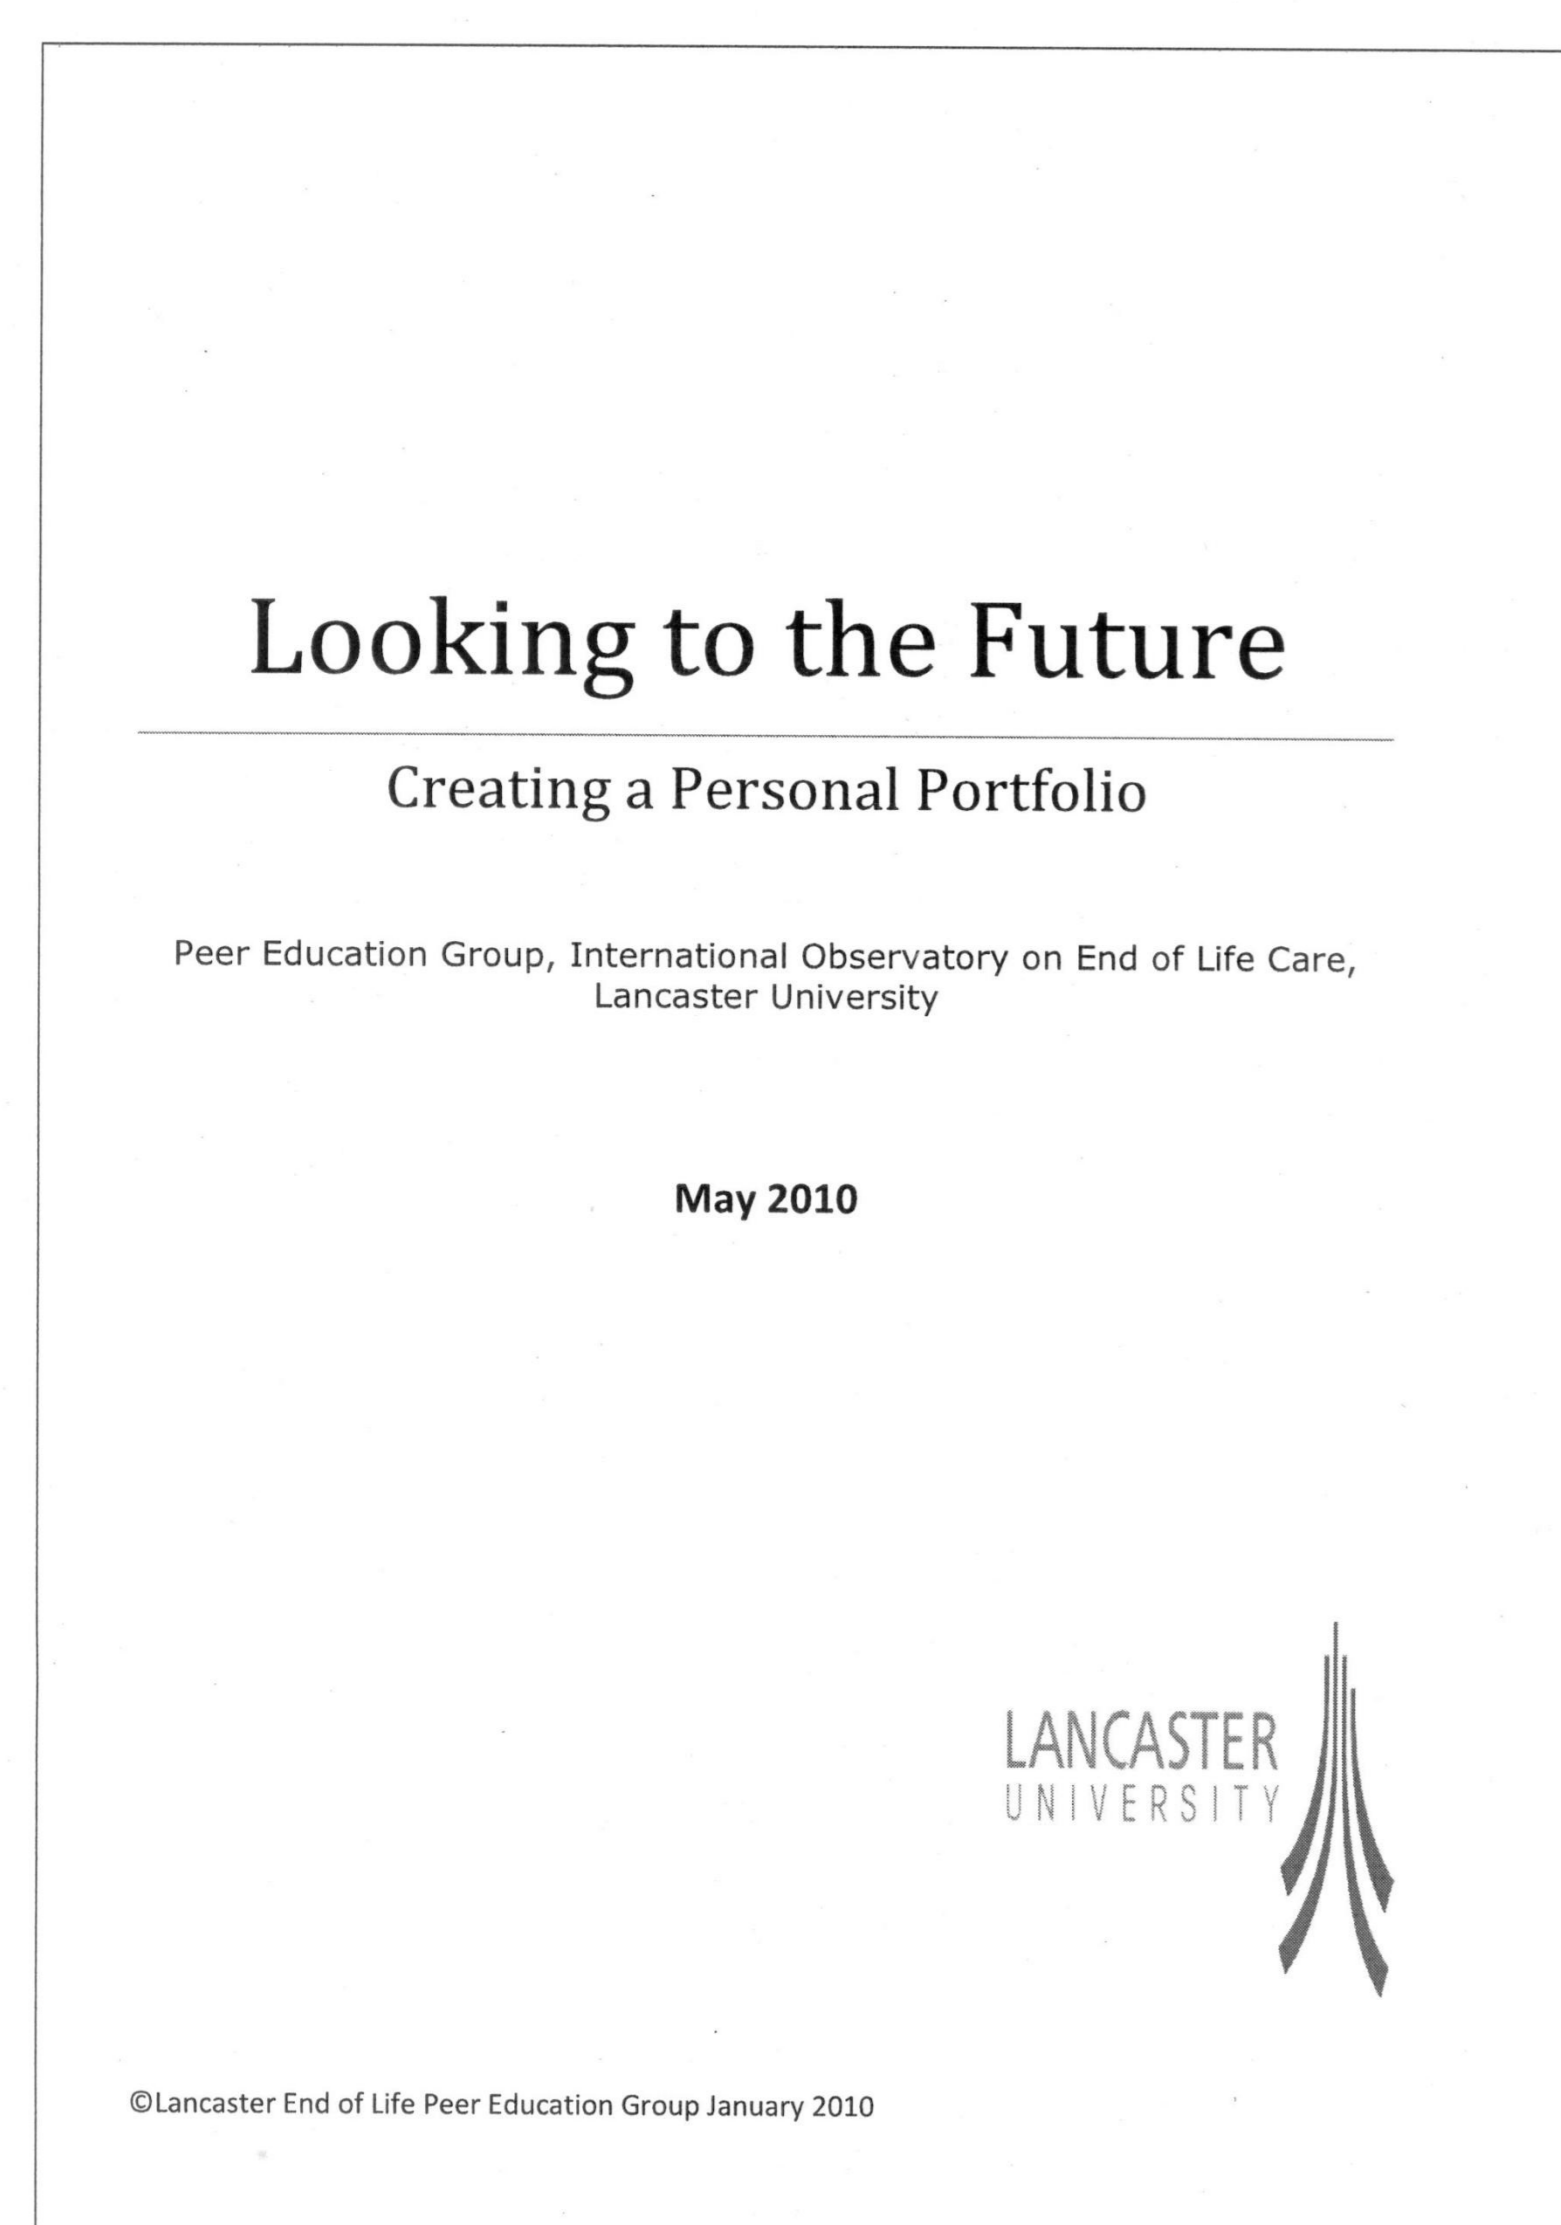 Looking to the Future
Creating a Personal Portfolio
Peer Education Group, International Observatory on End of Life Care,
Lancaster University
May 2010
LANCASTER
UNIVERSITY
©Lancaster End of Life Peer Education Group January 2010